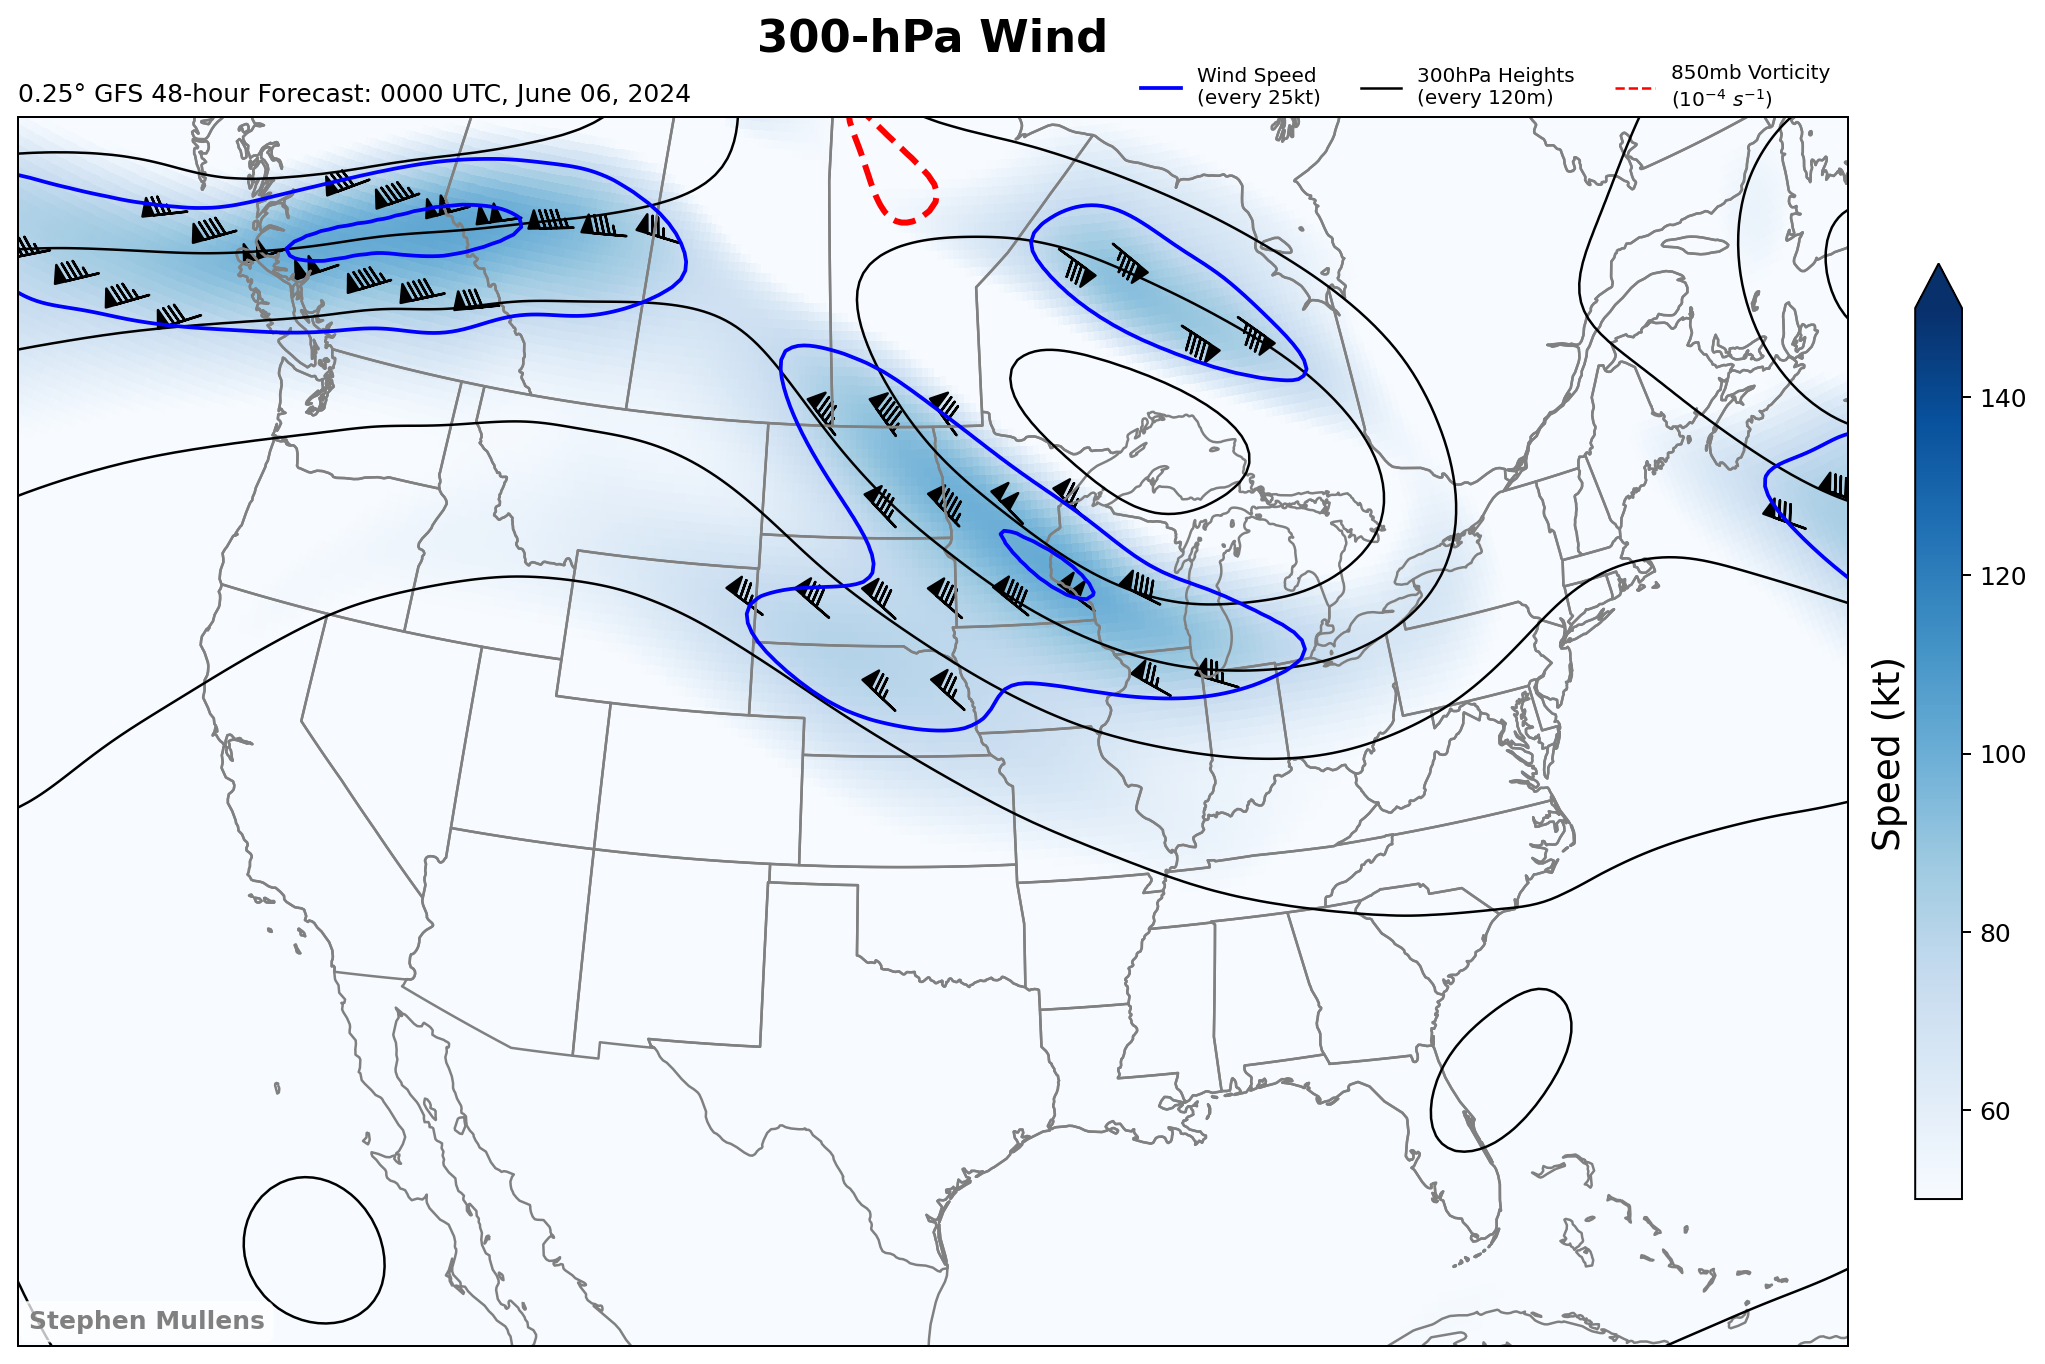 300-hPa Wind
0.25° GFS 48-hour Forecast: 0000 UTC, June 06, 2024
Wind Speed
(every 25kt)
300hPa Heights
(every 120m)
850mb Vorticity
(10⁻⁴ s⁻¹)
140
120
100
80
60
Speed (kt)
Stephen Mullens